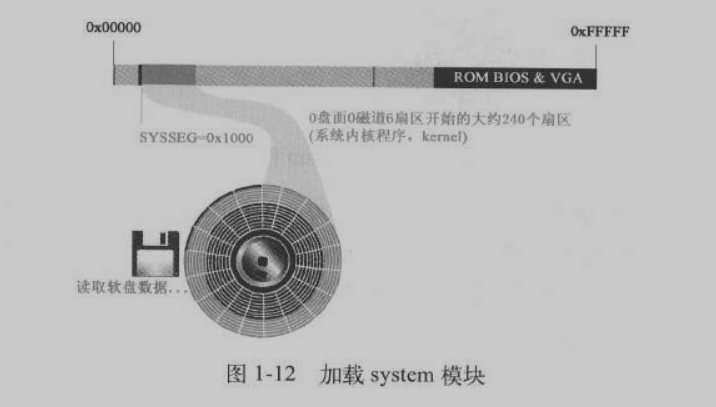 0x00000
0xFFFFF
ROM BIOS & VGA
SYSSEG=0x1000
0盘面0磁道6扇区开始的大约240个扇区
(系统内核程序，kernel)
读取软盘数据...
图 1-12 加载 system 模块